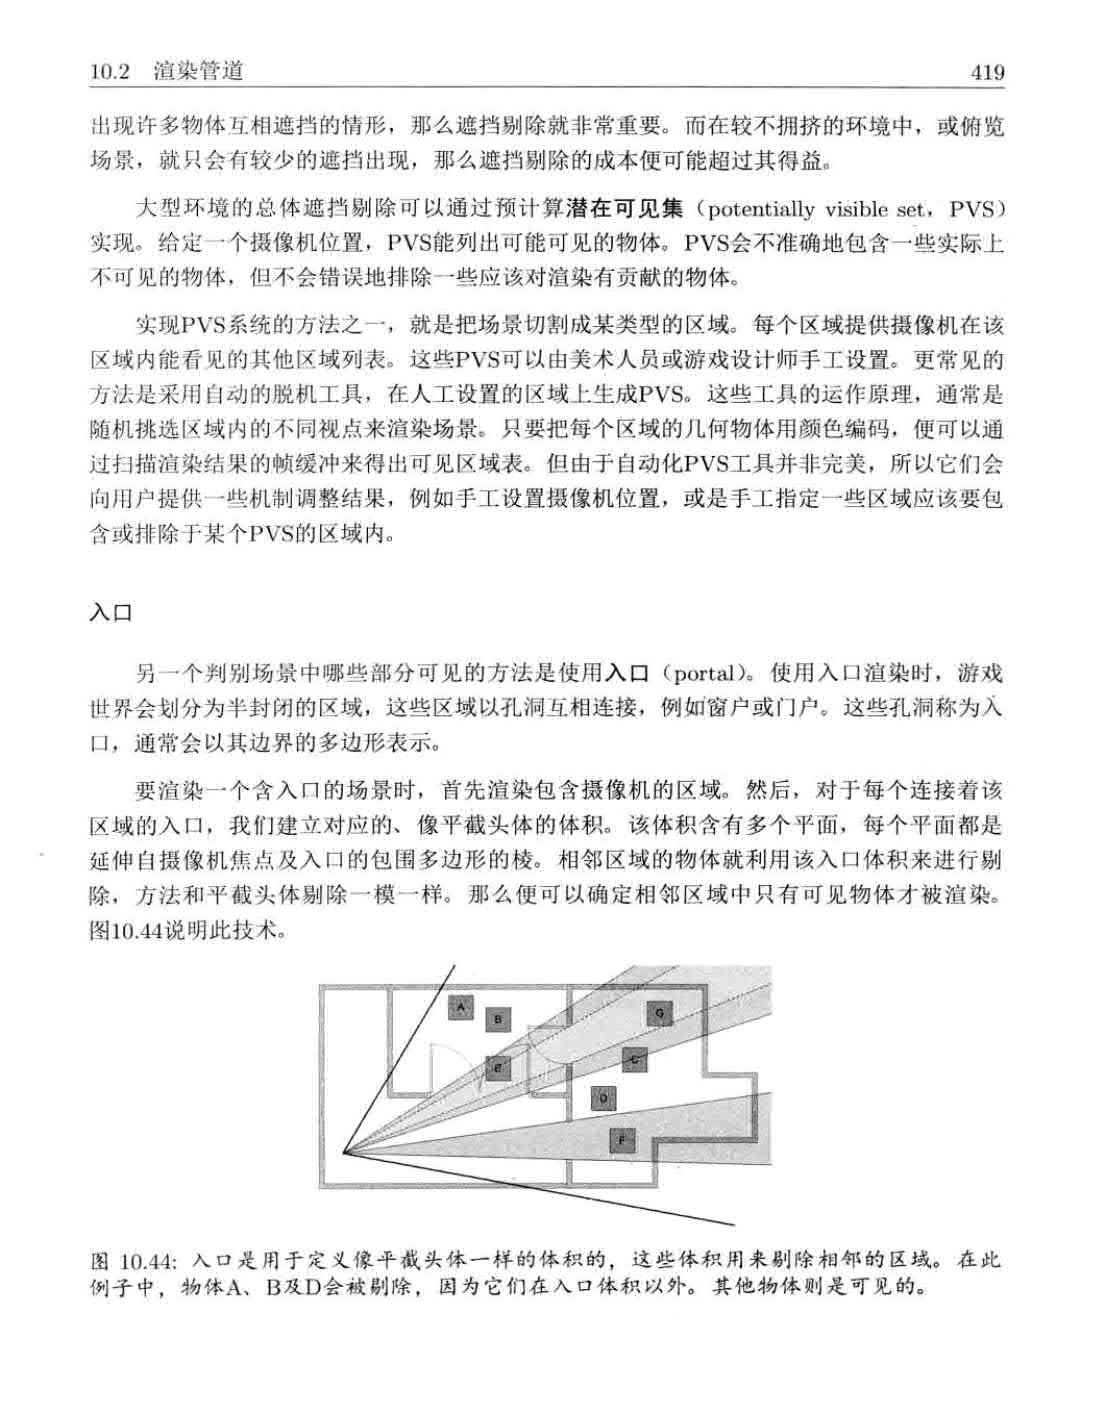 10.2 渲染管道 419
出现许多物体互相遮挡的情形，那么遮挡剔除就非常重要。而在较不拥挤的环境中，或俯览
场景，就只会有较少的遮挡出现，那么遮挡剔除的成本便可能超过其得益。
大型环境的总体遮挡剔除可以通过预计算潜在可见集（potentially visible set，PVS）
实现。给定一个摄像机位置，PVS能列出可能可见的物体。PVS会不准确地包含一些实际上
不可见的物体，但不会错误地排除一些应该对渲染有贡献的物体。
实现PVS系统的方法之一，就是把场景切割成某类型的区域。每个区域提供摄像机在该
区域内能看见的其他区域列表。这些PVS可以由美术人员或游戏设计师手工设置。更常见的
方法是采用自动的脱机工具，在人工设置的区域上生成PVS。这些工具的运作原理，通常是
随机挑选区域内的不同视点来渲染场景。只要把每个区域的几何物体用颜色编码，便可以通
过扫描渲染结果的帧缓冲来得出可见区域表。但由于自动化PVS工具并非完美，所以它们会
向用户提供一些机制调整结果，例如手工设置摄像机位置，或是手工指定一些区域应该要包
含或排除于某个PVS的区域内。
入口
另一个判别场景中哪些部分可见的方法是使用入口（portal）。使用入口渲染时，游戏
世界会划分为半封闭的区域，这些区域以孔洞互相连接，例如窗户或门户。这些孔洞称为入
口，通常会以其边界的多边形表示。
要渲染一个含入口的场景时，首先渲染包含摄像机的区域。然后，对于每个连接着该
区域的入口，我们建立对应的、像平截头体的体积。该体积含有多个平面，每个平面都是
延伸自摄像机焦点及入口的包围多边形的棱。相邻区域的物体就利用该入口体积来进行剔
除，方法和平截头体剔除一模一样。那么便可以确定相邻区域中只有可见物体才被渲染。
图10.44说明此技术。
A
B
G
E
C
D
F
图 10.44: 入口是用于定义像平截头体一样的体积的，这些体积用来剔除相邻的区域。在此
例子中，物体A、B及D会被剔除，因为它们在入口体积以外。其他物体则是可见的。